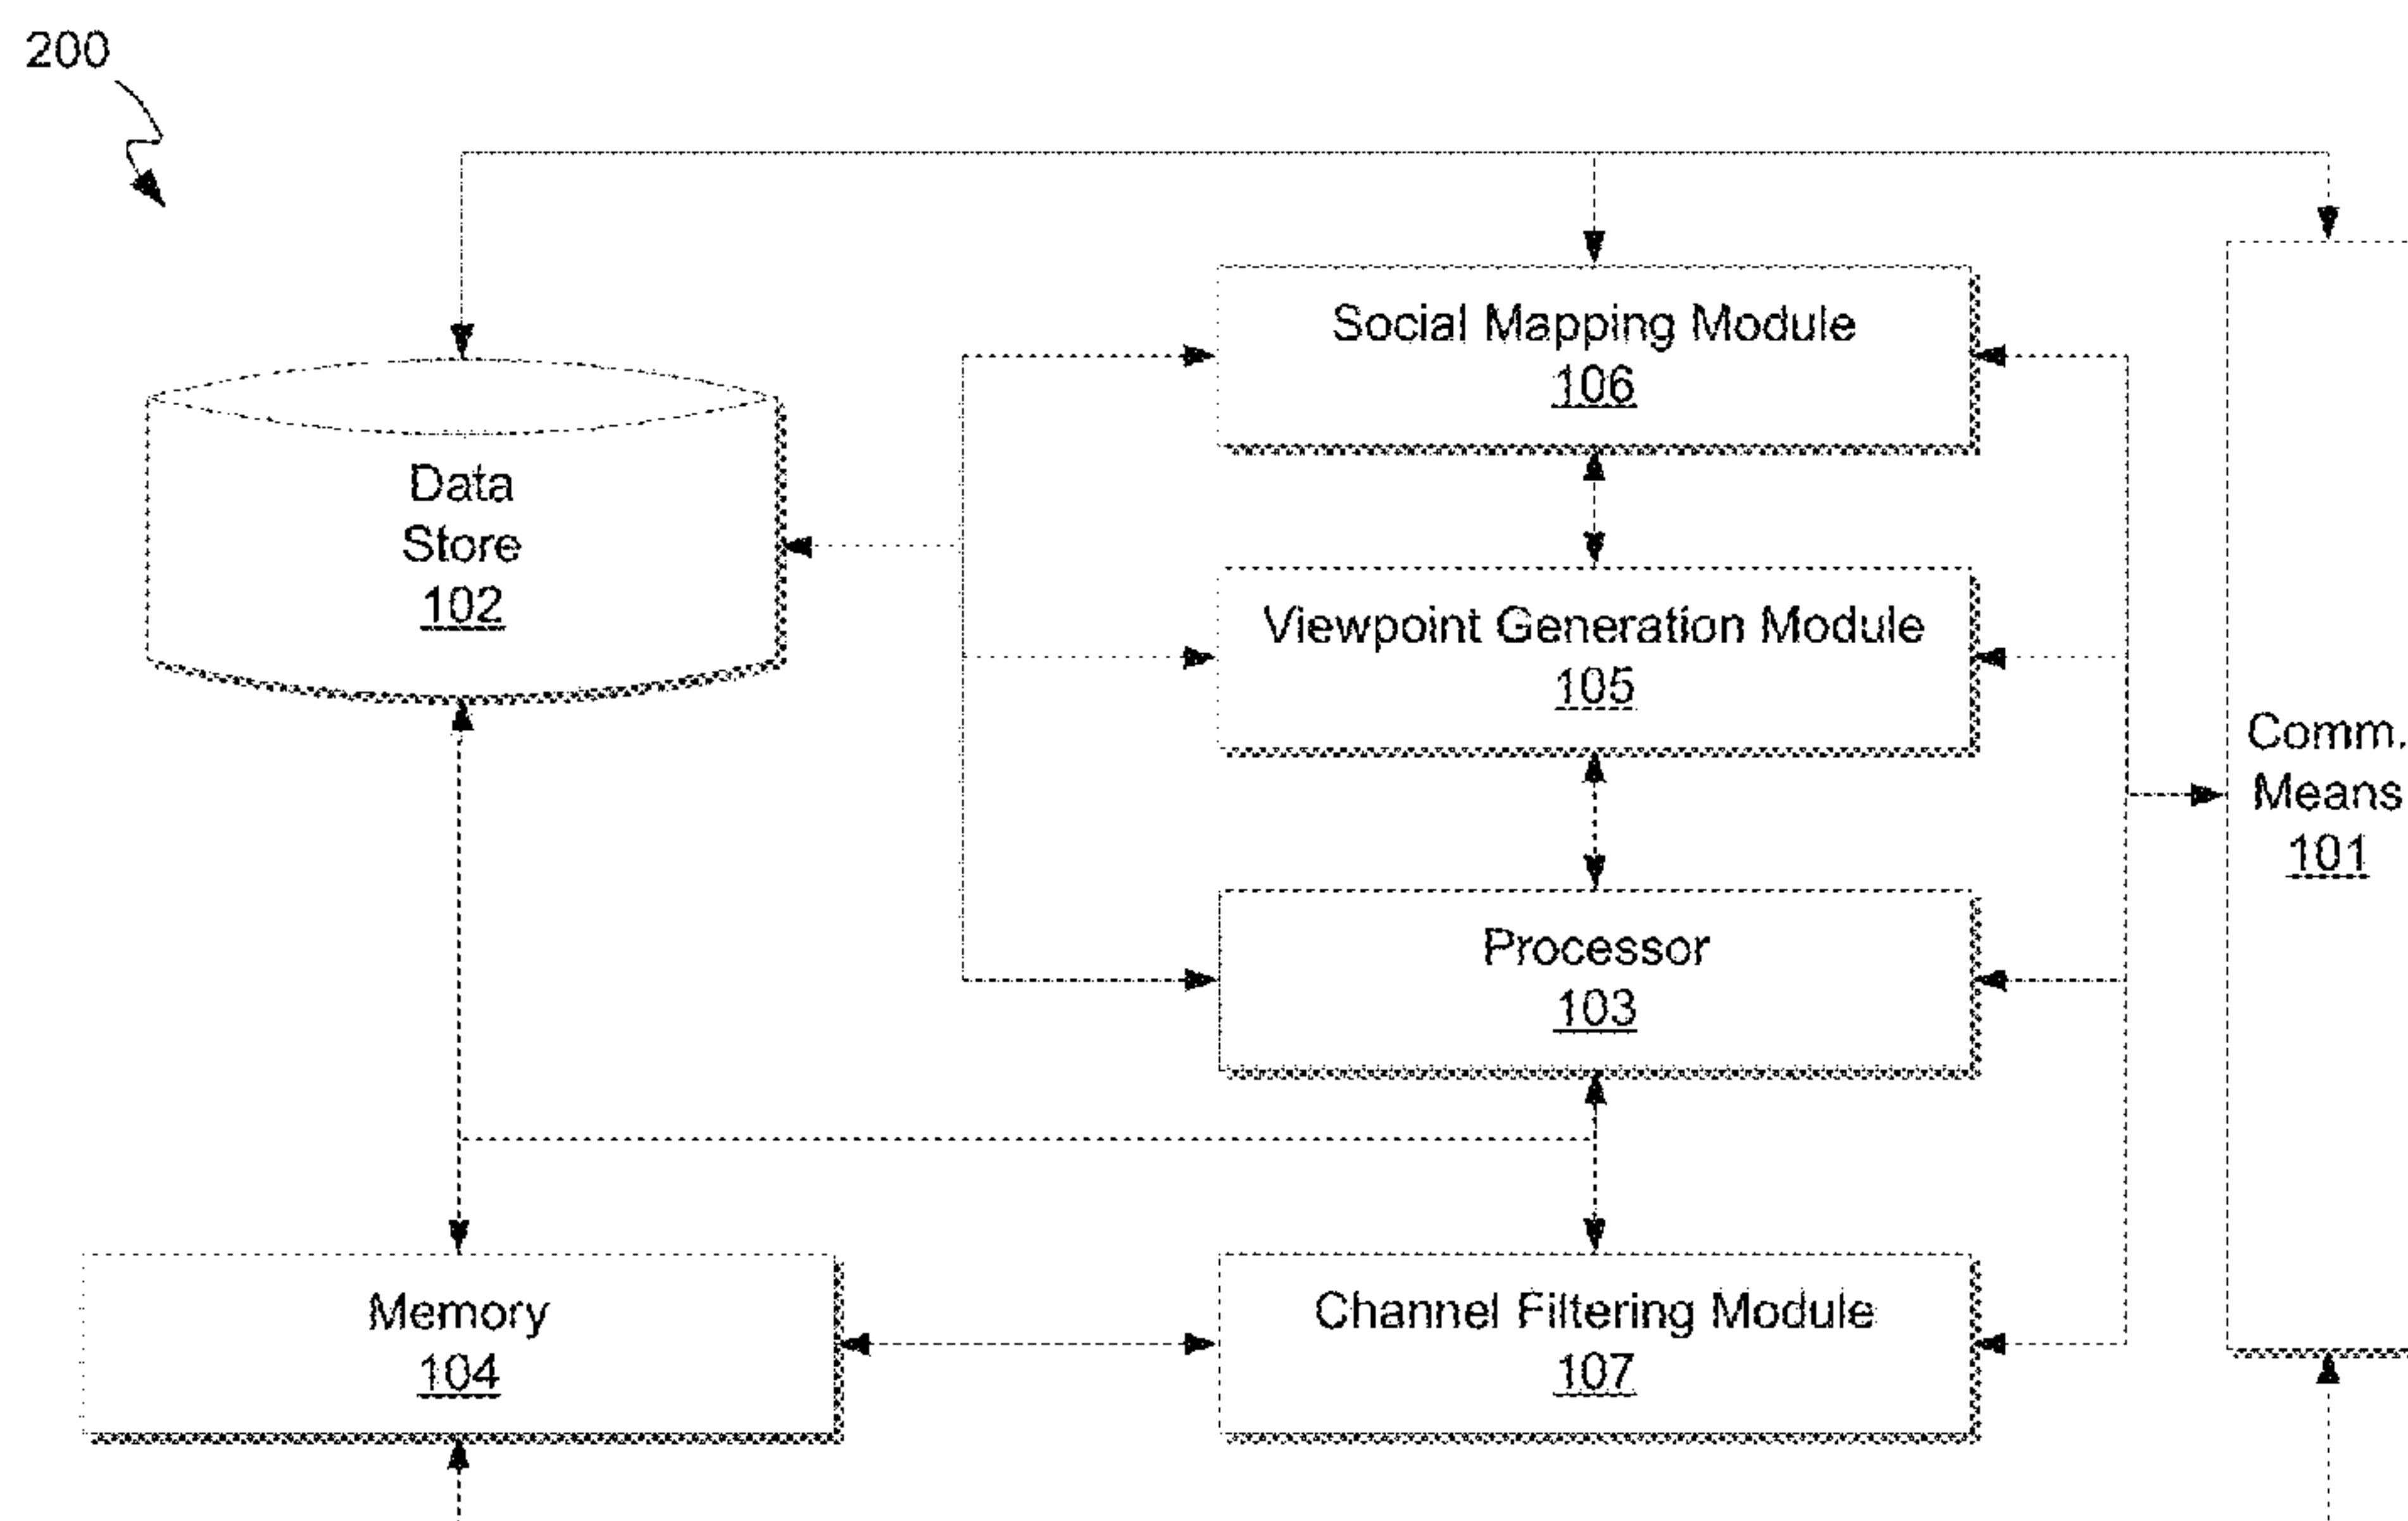 200
Social Mapping Module
106
Data
Store
102
Viewpoint Generation Module
105
Comm.
Means
101
Processor
103
Memory
104
Channel Filtering Module
107